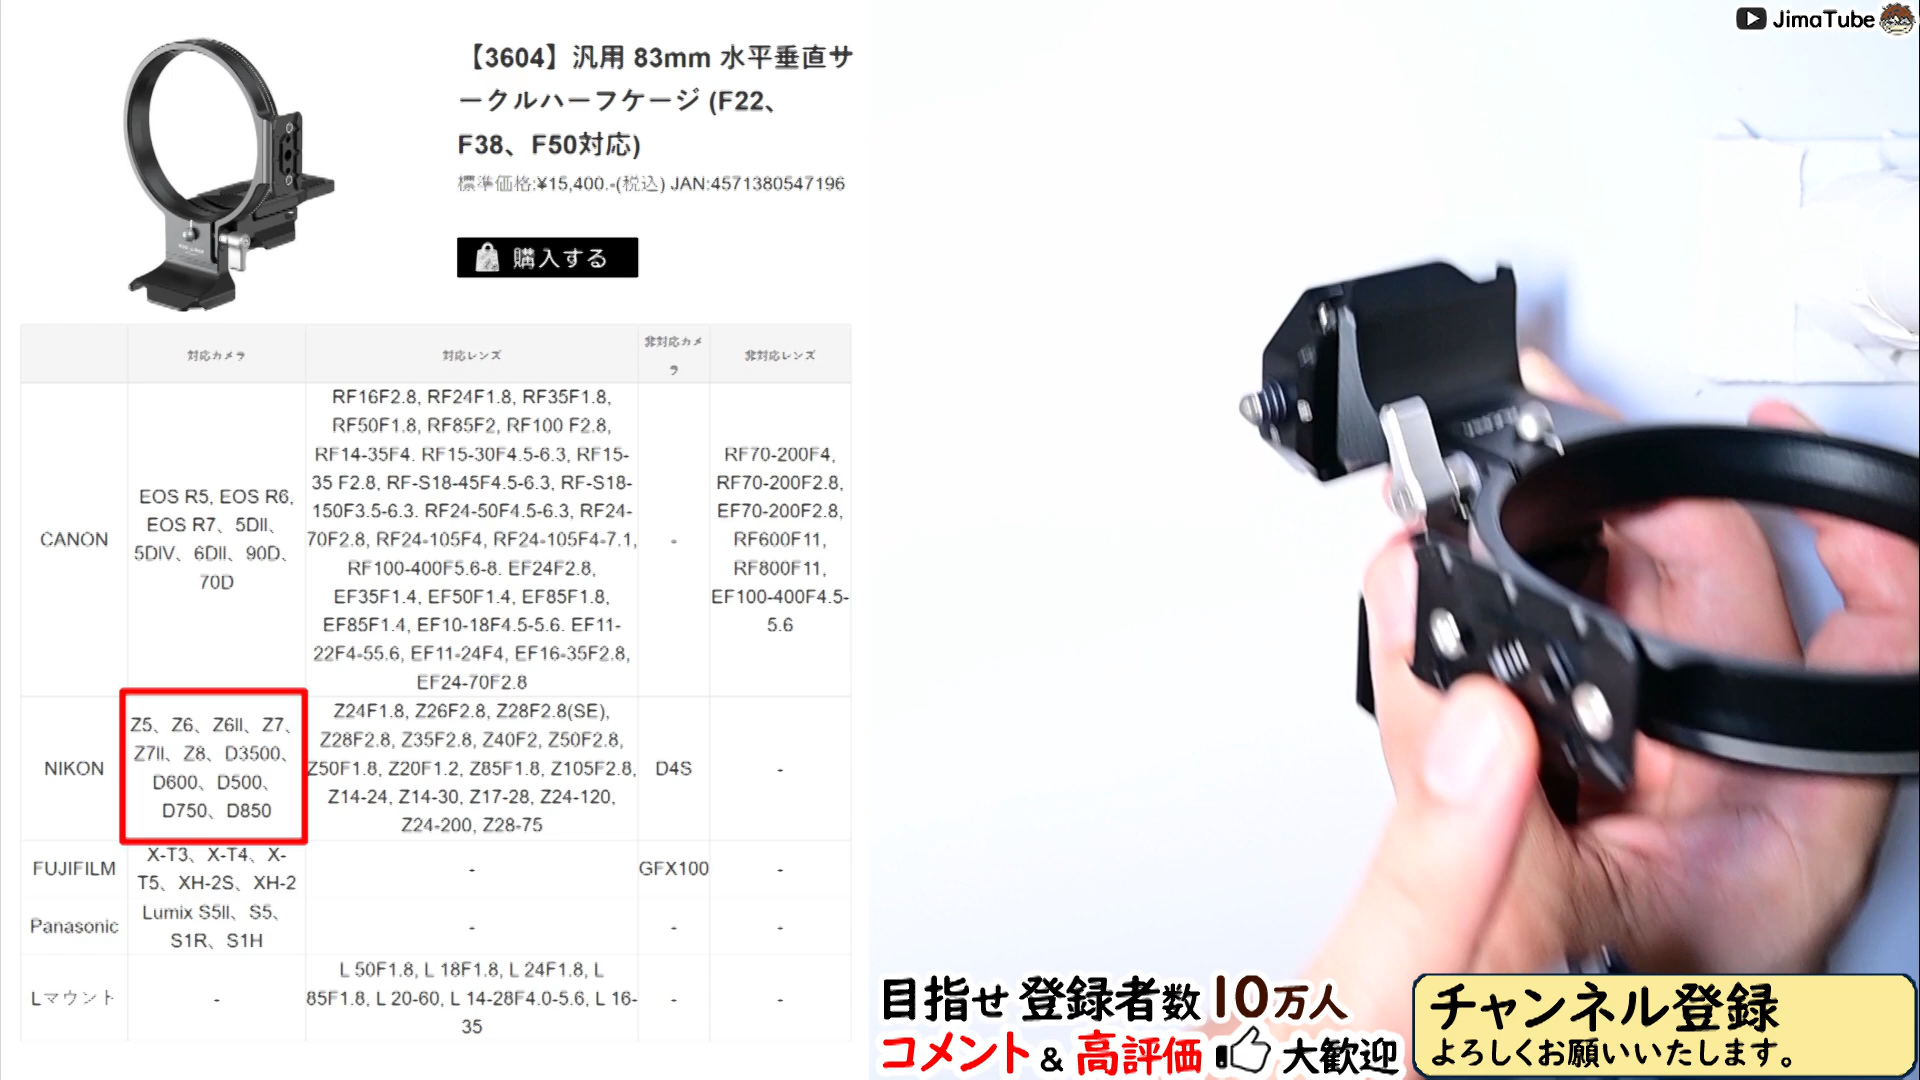 JimaTube
【3604】汎用 83mm 水平垂直サ
ークルハーフケージ (F22、
F38、F50対応)
標準価格:¥15,400.-(税込) JAN:4571380547196
購入する
対応カメラ
対応レンズ
非対応カメ
ラ
非対応レンズ
CANON
EOS R5, EOS R6,
EOS R7、5DII、
5DIV、6DII、90D、
70D
RF16F2.8, RF24F1.8, RF35F1.8,
RF50F1.8, RF85F2, RF100 F2.8,
RF14-35F4. RF15-30F4.5-6.3, RF15-
35 F2.8, RF-S18-45F4.5-6.3, RF-S18-
150F3.5-6.3. RF24-50F4.5-6.3, RF24-
70F2.8, RF24-105F4, RF24-105F4-7.1,
RF100-400F5.6-8. EF24F2.8,
EF35F1.4, EF50F1.4, EF85F1.8,
EF85F1.4, EF10-18F4.5-5.6. EF11-
22F4-55.6, EF11-24F4, EF16-35F2.8,
EF24-70F2.8
-
RF70-200F4,
RF70-200F2.8,
EF70-200F2.8,
RF600F11,
RF800F11,
EF100-400F4.5-
5.6
NIKON
Z5、Z6、Z6II、Z7、
Z7II、Z8、D3500、
D600、D500、
D750、D850
Z24F1.8, Z26F2.8, Z28F2.8(SE),
Z28F2.8, Z35F2.8, Z40F2, Z50F2.8,
Z50F1.8, Z20F1.2, Z85F1.8, Z105F2.8,
Z14-24, Z14-30, Z17-28, Z24-120,
Z24-200, Z28-75
D4S
-
FUJIFILM
X-T3、X-T4、X-
T5、XH-2S、XH-2
-
GFX100
-
Panasonic
Lumix S5II、S5、
S1R、S1H
-
-
-
Lマウント
-
L 50F1.8, L 18F1.8, L 24F1.8, L
85F1.8, L 20-60, L 14-28F4.0-5.6, L 16-
35
-
-
目指せ 登録者数10万人
コメント & 高評価 大歓迎
チャンネル登録
よろしくお願いいたします。